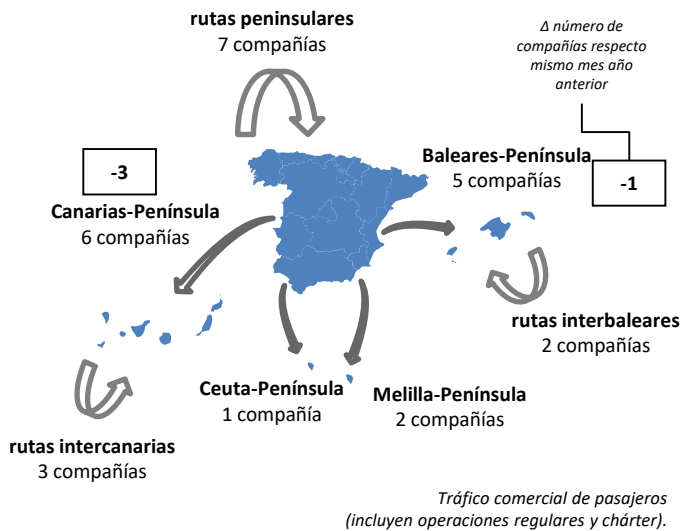 rutas peninsulares
7 compañías
Δ número de
compañías respecto
mismo mes año
anterior
-3
Canarias-Península
6 compañías
Baleares-Península
5 compañías
-1
rutas interbaleares
2 compañías
Ceuta-Península
1 compañía
Melilla-Península
2 compañías
rutas intercanarias
3 compañías
Tráfico comercial de pasajeros
(incluyen operaciones regulares y chárter).